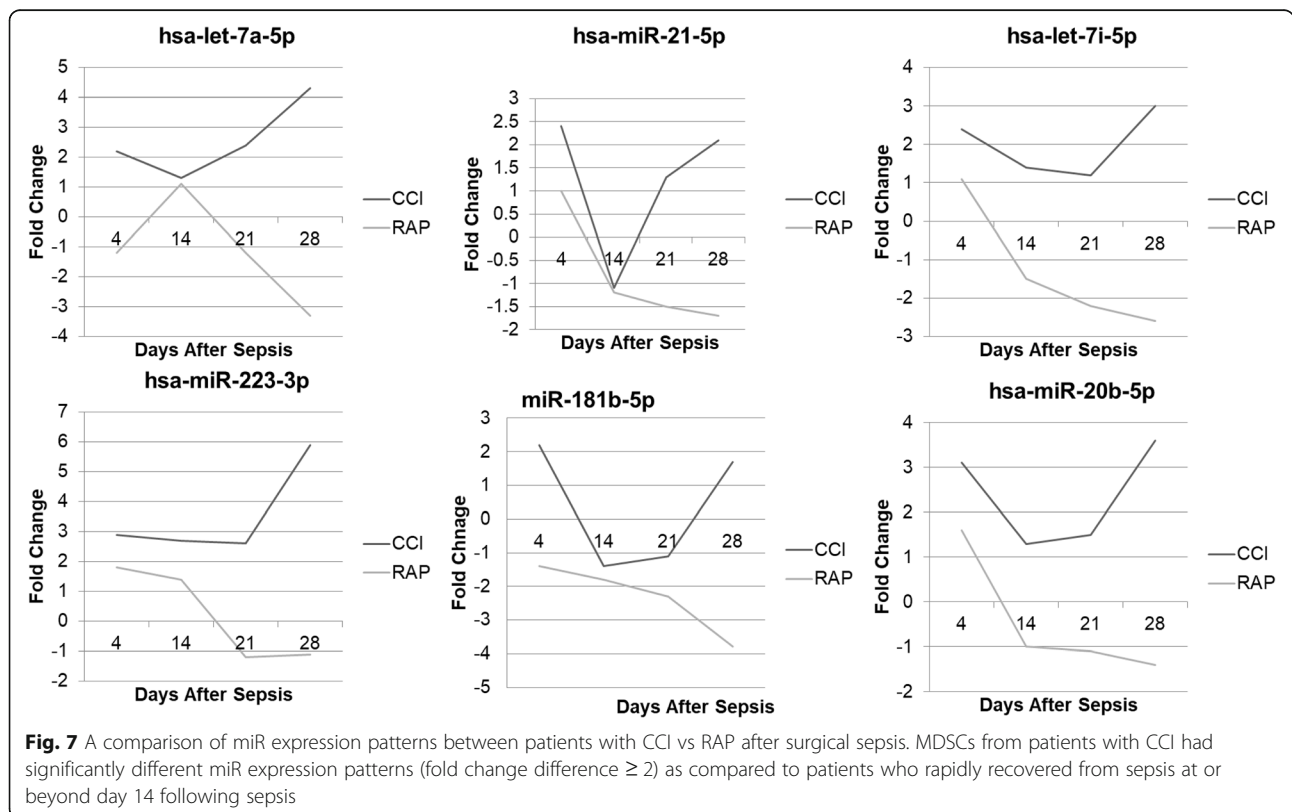 hsa-let-7a-5p
5
4
3
2
1
0
-1
-2
-3
-4
4
14
21
28
Fold Change
Days After Sepsis
CCI
RAP
hsa-miR-21-5p
3
2.5
2
1.5
1
0.5
0
-0.5
-1
-1.5
-2
4
14
21
28
Fold Change
Days After Sepsis
CCI
RAP
hsa-let-7i-5p
4
3
2
1
0
-1
-2
-3
4
14
21
28
Fold Change
Days After Sepsis
CCI
RAP
hsa-miR-223-3p
7
6
5
4
3
2
1
0
-1
-2
4
14
21
28
Fold Change
Days After Sepsis
CCI
RAP
miR-181b-5p
3
2
1
0
-1
-2
-3
-4
-5
4
14
21
28
Fold Chnage
Days After Sepsis
CCI
RAP
hsa-miR-20b-5p
4
3
2
1
0
-1
-2
4
14
21
28
Fold Change
Days After Sepsis
CCI
RAP
Fig. 7 A comparison of miR expression patterns between patients with CCI vs RAP after surgical sepsis. MDSCs from patients with CCI had
significantly different miR expression patterns (fold change difference ≥ 2) as compared to patients who rapidly recovered from sepsis at or
beyond day 14 following sepsis